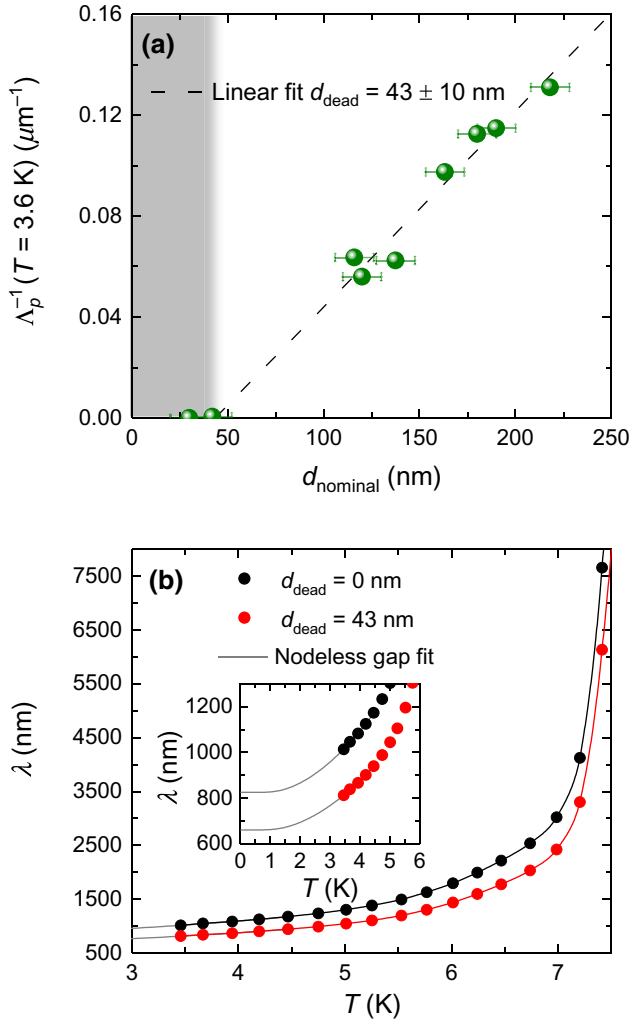 (a)
Linear fit d_dead = 43 ± 10 nm
Λ_p^−1 (T = 3.6 K) (μm^−1)
0.16
0.12
0.08
0.04
0.00
0 50 100 150 200 250
d_nominal (nm)
(b)
d_dead = 0 nm
d_dead = 43 nm
Nodeless gap fit
λ (nm)
7500
6500
5500
4500
3500
2500
1500
500
λ (nm)
1200
1000
800
600
0 1 2 3 4 5 6
T (K)
3 4 5 6 7
T (K)